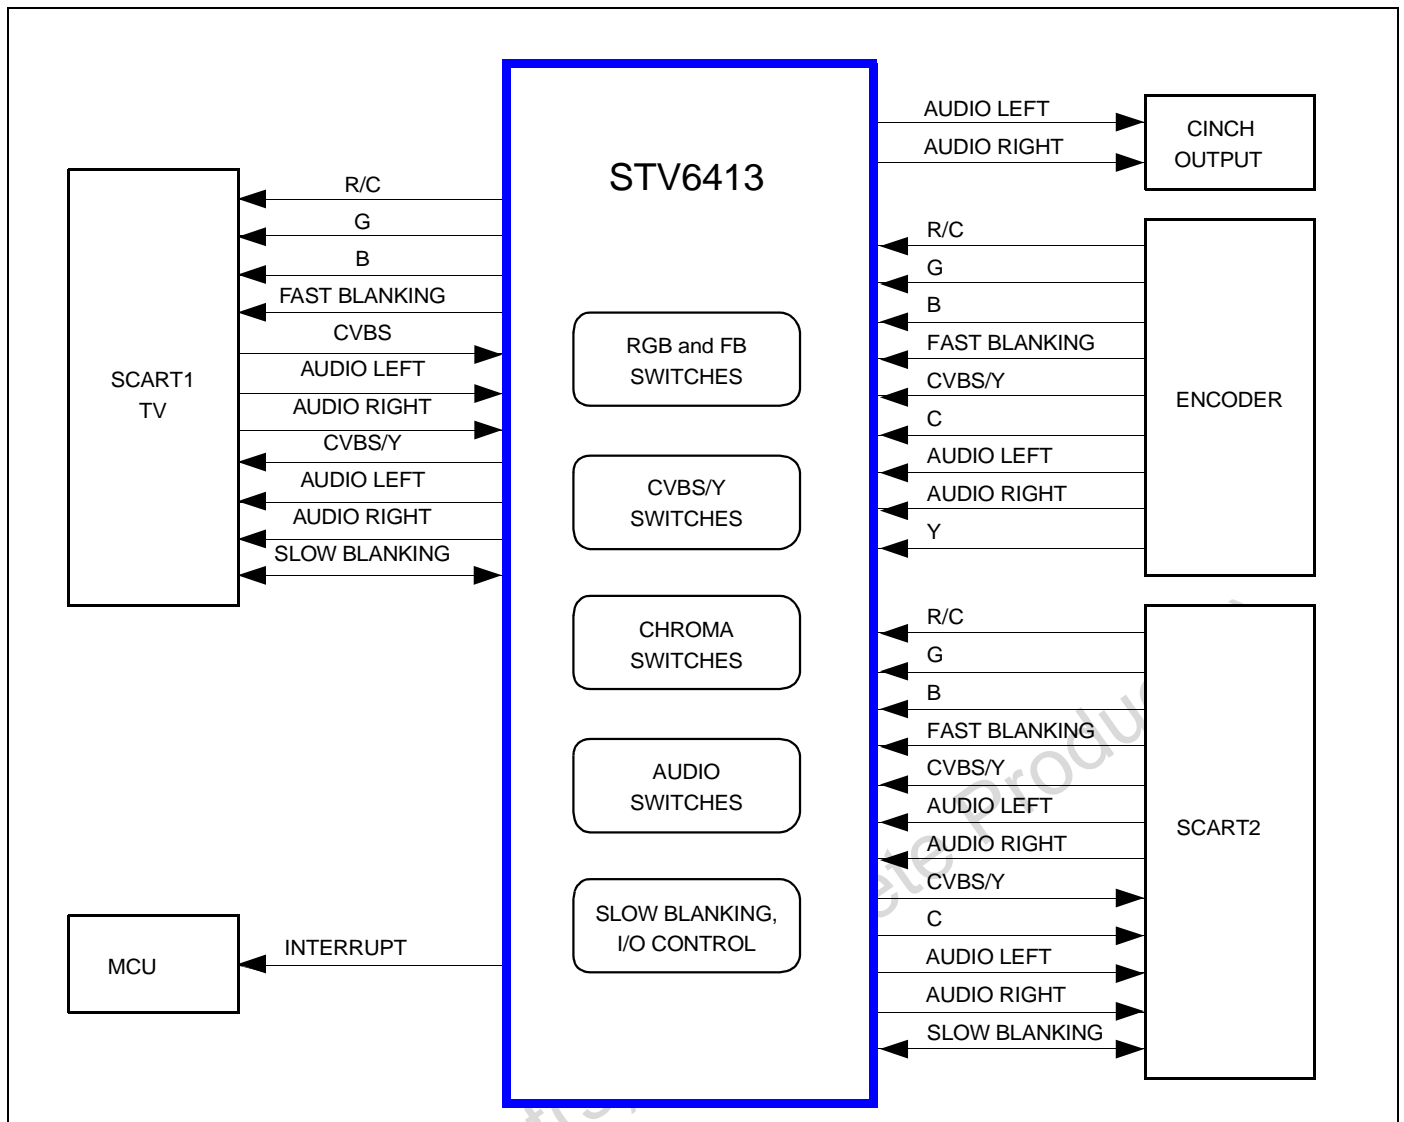 STV6413
RGB and FB
SWITCHES
CVBS/Y
SWITCHES
CHROMA
SWITCHES
AUDIO
SWITCHES
SLOW BLANKING,
I/O CONTROL
SCART1
TV
R/C
G
B
FAST BLANKING
CVBS
AUDIO LEFT
AUDIO RIGHT
CVBS/Y
AUDIO LEFT
AUDIO RIGHT
SLOW BLANKING
MCU
INTERRUPT
AUDIO LEFT
AUDIO RIGHT
CINCH
OUTPUT
R/C
G
B
FAST BLANKING
CVBS/Y
C
AUDIO LEFT
AUDIO RIGHT
Y
ENCODER
R/C
G
B
FAST BLANKING
CVBS/Y
AUDIO LEFT
AUDIO RIGHT
CVBS/Y
C
AUDIO LEFT
AUDIO RIGHT
SLOW BLANKING
SCART2